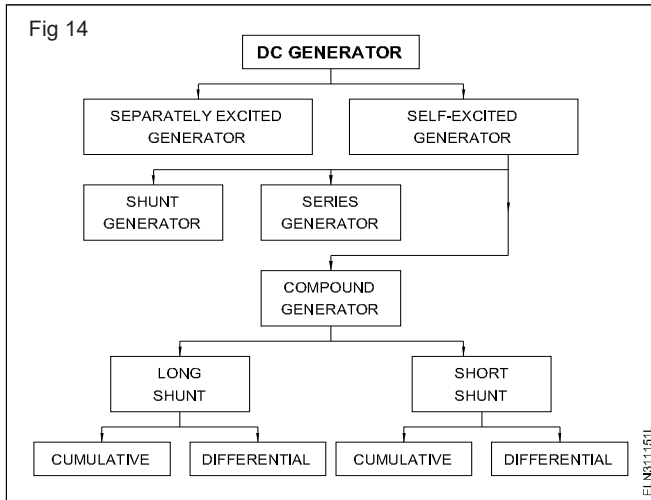 Fig 14
DC GENERATOR
SEPARATELY EXCITED
GENERATOR
SELF-EXCITED
GENERATOR
SHUNT
GENERATOR
SERIES
GENERATOR
COMPOUND
GENERATOR
LONG
SHUNT
SHORT
SHUNT
CUMULATIVE
DIFFERENTIAL
CUMULATIVE
DIFFERENTIAL